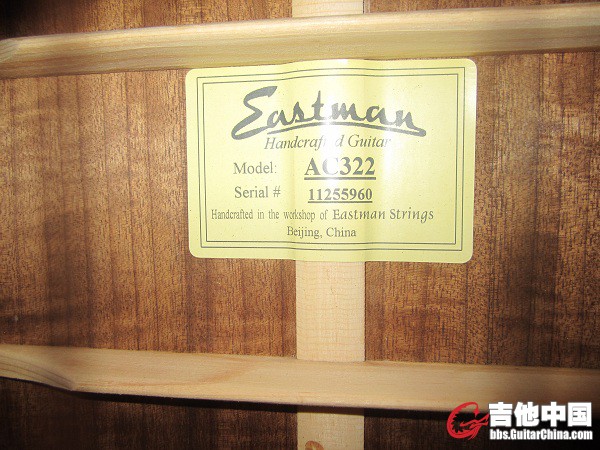 Eastman
Handcrafted Guitar
Model: AC322
Serial # 11255960
Handcrafted in the workshop of Eastman Strings
Beijing, China
吉他中国
bbs.GuitarChina.com